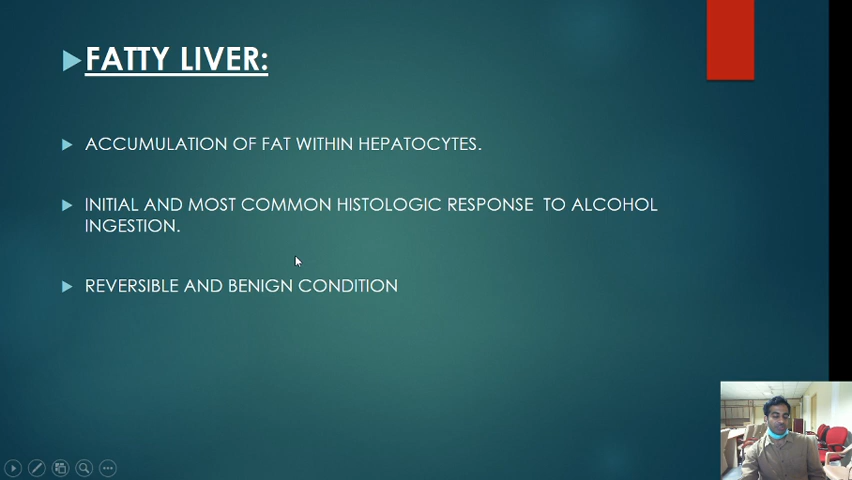 FATTY LIVER:
ACCUMULATION OF FAT WITHIN HEPATOCYTES.
INITIAL AND MOST COMMON HISTOLOGIC RESPONSE TO ALCOHOL
INGESTION.
REVERSIBLE AND BENIGN CONDITION